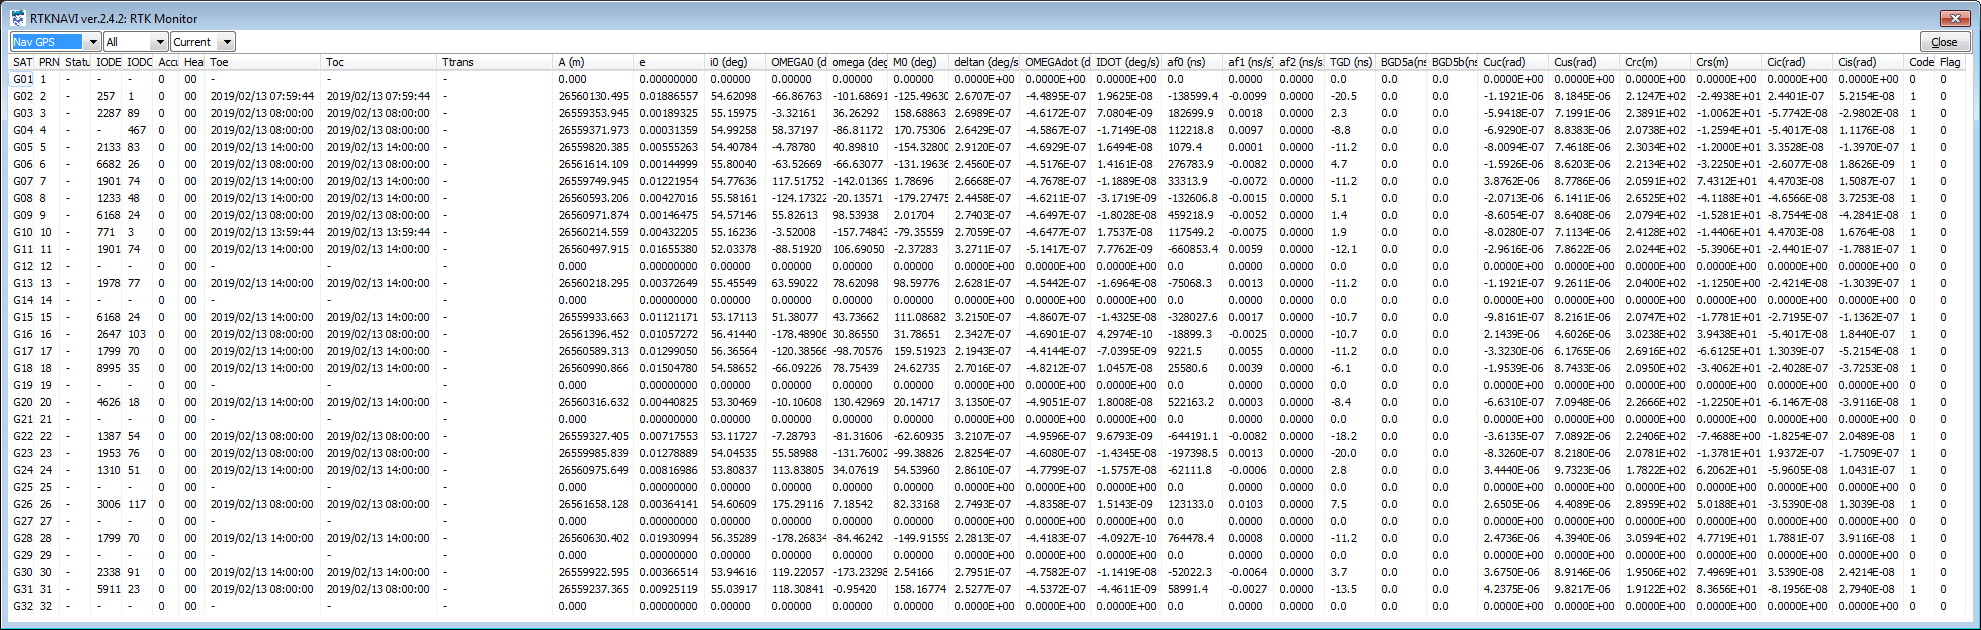 RTKNAVI ver.2.4.2: RTK Monitor
Nav GPS All Current Close
SAT PRN Statu IODE IODC Accu Hea Toe Toc Ttrans A (m) e i0 (deg) OMEGA0 (d omega (deg M0 (deg) deltan (deg/s OMEGAdot (d IDOT (deg/s) af0 (ns) af1 (ns/s af2 (ns/s TGD (ns) BGD5a(ns BGD5b(ns Cuc(rad) Cus(rad) Crc(m) Crs(m) Cic(rad) Cis(rad) Code Flag
G01 1 - - - 0 00 - - - 0.000 0.00000000 0.00000 0.00000 0.00000 0.00000 0.0000E+00 0.0000E+00 0.0000E+00 0.0 0.0000 0.0000 0.0 0.0 0.0 0.0000E+00 0.0000E+00 0.0000E+00 0.0000E+00 0.0000E+00 0.0000E+00 0 0
G02 2 - 257 1 0 00 2019/02/13 07:59:44 2019/02/13 07:59:44 - 26560130.495 0.01886557 54.62098 -66.86763 -101.68691 -125.49630 2.6707E-07 -4.4895E-07 1.9625E-08 -138599.4 -0.0099 0.0000 -20.5 0.0 0.0 -1.1921E-06 8.1845E-06 2.1247E+02 -2.4938E+01 2.4401E-07 5.2154E-08 1 0
G03 3 - 2287 89 0 00 2019/02/13 08:00:00 2019/02/13 08:00:00 - 26559353.945 0.00189325 55.15975 -3.32161 36.26292 158.68863 2.6989E-07 -4.6172E-07 7.0804E-09 182699.9 0.0018 0.0000 2.3 0.0 0.0 -5.9418E-07 7.1991E-06 2.3891E+02 -1.0062E+01 -5.5742E-08 -2.9802E-08 1 0
G04 4 - - 467 0 00 2019/02/13 08:00:00 2019/02/13 08:00:00 - 26559371.973 0.00031359 54.99258 58.37197 -86.81172 170.75306 2.6429E-07 -4.5867E-07 -1.7149E-08 112218.8 0.0097 0.0000 -8.8 0.0 0.0 -6.9290E-07 8.8383E-06 2.0738E+02 -1.2594E+01 -5.4017E-08 1.1176E-08 1 0
G05 5 - 2133 83 0 00 2019/02/13 14:00:00 2019/02/13 14:00:00 - 26559820.385 0.00555263 54.40784 -4.78780 40.89810 -154.32800 2.9120E-07 -4.6929E-07 1.6494E-08 1079.4 0.0001 0.0000 -11.2 0.0 0.0 -8.0094E-07 7.4618E-06 2.3034E+02 -1.2000E+01 3.3528E-08 -1.3970E-07 1 0
G06 6 - 6682 26 0 00 2019/02/13 14:00:00 2019/02/13 14:00:00 - 26561614.109 0.00144999 55.80040 -63.52669 -66.63077 -131.19636 2.4560E-07 -4.5176E-07 1.4161E-08 276783.9 -0.0082 0.0000 4.7 0.0 0.0 -1.5926E-06 8.6203E-06 2.2134E+02 -3.2250E+01 -2.6077E-08 1.8626E-09 1 0
G07 7 - 1901 74 0 00 2019/02/13 14:00:00 2019/02/13 14:00:00 - 26559749.945 0.01221954 54.77636 117.51752 -142.01369 1.78696 2.6668E-07 -4.7678E-07 -1.1889E-08 33313.9 -0.0072 0.0000 -11.2 0.0 0.0 3.8762E-06 8.7786E-06 2.0591E+02 7.4312E+01 4.4703E-08 1.5087E-07 1 0
G08 8 - 1233 48 0 00 2019/02/13 14:00:00 2019/02/13 14:00:00 - 26560593.206 0.00427016 55.58161 -124.17322 -20.13571 -179.27475 2.4458E-07 -4.6211E-07 -3.1719E-09 -132606.8 -0.0015 0.0000 5.1 0.0 0.0 -2.0713E-06 6.1411E-06 2.6525E+02 -4.1188E+01 -4.6566E-08 3.7253E-08 1 0
G09 9 - 6168 24 0 00 2019/02/13 14:00:00 2019/02/13 14:00:00 - 26560971.874 0.00146475 54.57146 55.82613 98.53938 2.01704 2.7403E-07 -4.6497E-07 -1.8028E-08 459218.9 -0.0052 0.0000 1.4 0.0 0.0 -8.6054E-07 8.6408E-06 2.0794E+02 -1.5281E+01 -8.7544E-08 -4.2841E-08 1 0
G10 10 - 771 3 0 00 2019/02/13 13:59:44 2019/02/13 13:59:44 - 26560214.559 0.00432205 55.16236 -3.52008 -157.74843 -79.35559 2.7059E-07 -4.6477E-07 1.7537E-08 117549.2 -0.0075 0.0000 1.9 0.0 0.0 -8.0280E-07 7.1134E-06 2.4128E+02 -1.4406E+01 4.4703E-08 1.6764E-08 1 0
G11 11 - 1901 74 0 00 2019/02/13 14:00:00 2019/02/13 14:00:00 - 26560497.915 0.01655380 52.03378 -88.51920 106.69050 -2.37283 3.2711E-07 -5.1417E-07 7.7762E-09 -660853.4 0.0059 0.0000 -12.1 0.0 0.0 -2.9616E-06 7.8622E-06 2.0244E+02 -5.3906E+01 -2.4401E-07 -1.7881E-07 1 0
G12 12 - - - 0 00 - - - 0.000 0.00000000 0.00000 0.00000 0.00000 0.00000 0.0000E+00 0.0000E+00 0.0000E+00 0.0 0.0000 0.0000 0.0 0.0 0.0 0.0000E+00 0.0000E+00 0.0000E+00 0.0000E+00 0.0000E+00 0.0000E+00 0 0
G13 13 - 1978 77 0 00 2019/02/13 14:00:00 2019/02/13 14:00:00 - 26560218.295 0.00372649 55.45549 63.59022 78.62098 98.59776 2.6281E-07 -4.5442E-07 -1.6964E-08 -75068.3 0.0013 0.0000 -11.2 0.0 0.0 -1.1921E-07 9.2611E-06 2.0400E+02 -1.1250E+00 -2.4214E-08 -1.3039E-07 1 0
G14 14 - - - 0 00 - - - 0.000 0.00000000 0.00000 0.00000 0.00000 0.00000 0.0000E+00 0.0000E+00 0.0000E+00 0.0 0.0000 0.0000 0.0 0.0 0.0 0.0000E+00 0.0000E+00 0.0000E+00 0.0000E+00 0.0000E+00 0.0000E+00 0 0
G15 15 - 6168 24 0 00 2019/02/13 14:00:00 2019/02/13 14:00:00 - 26559933.663 0.01121171 53.17113 51.38077 43.73662 111.08682 3.2150E-07 -4.8607E-07 -1.4325E-08 -328027.6 0.0017 0.0000 -10.7 0.0 0.0 -9.8161E-07 8.2161E-06 2.0747E+02 -1.7781E+01 -2.7195E-07 -1.1362E-07 1 0
G16 16 - 2647 103 0 00 2019/02/13 08:00:00 2019/02/13 08:00:00 - 26561396.452 0.01057272 56.41440 -178.48906 30.86550 31.78651 2.3427E-07 -4.6901E-07 4.2974E-10 -18899.3 -0.0025 0.0000 -10.7 0.0 0.0 2.1439E-06 4.6026E-06 3.0238E+02 3.9438E+01 -5.4017E-08 1.8440E-07 1 0
G17 17 - 1799 70 0 00 2019/02/13 14:00:00 2019/02/13 14:00:00 - 26560589.313 0.01299050 56.36564 -120.38566 -98.70576 159.51923 2.1943E-07 -4.4144E-07 -7.0395E-09 9221.5 0.0055 0.0000 -11.2 0.0 0.0 -3.3230E-06 6.1765E-06 2.6916E+02 -6.6125E+01 1.3039E-07 -5.2154E-08 1 0
G18 18 - 8995 35 0 00 2019/02/13 14:00:00 2019/02/13 14:00:00 - 26560990.866 0.01504780 54.58652 -66.09226 78.75439 24.62735 2.7016E-07 -4.8212E-07 1.0457E-08 25580.6 0.0039 0.0000 -6.1 0.0 0.0 -1.9539E-06 8.7433E-06 2.0950E+02 -3.4062E+01 -2.4028E-07 -3.7253E-08 1 0
G19 19 - - - 0 00 - - - 0.000 0.00000000 0.00000 0.00000 0.00000 0.00000 0.0000E+00 0.0000E+00 0.0000E+00 0.0 0.0000 0.0000 0.0 0.0 0.0 0.0000E+00 0.0000E+00 0.0000E+00 0.0000E+00 0.0000E+00 0.0000E+00 0 0
G20 20 - 4626 18 0 00 2019/02/13 14:00:00 2019/02/13 14:00:00 - 26560316.632 0.00440825 53.30469 -10.10608 130.42969 20.14717 3.1350E-07 -4.9051E-07 1.8008E-08 522163.2 0.0003 0.0000 -8.4 0.0 0.0 -6.6310E-07 7.0948E-06 2.2666E+02 -1.2250E+01 -6.1467E-08 -3.9116E-08 1 0
G21 21 - - - 0 00 - - - 0.000 0.00000000 0.00000 0.00000 0.00000 0.00000 0.0000E+00 0.0000E+00 0.0000E+00 0.0 0.0000 0.0000 0.0 0.0 0.0 0.0000E+00 0.0000E+00 0.0000E+00 0.0000E+00 0.0000E+00 0.0000E+00 0 0
G22 22 - 1387 54 0 00 2019/02/13 08:00:00 2019/02/13 08:00:00 - 26559327.405 0.00717553 53.11727 -7.28793 -81.31606 -62.60935 3.2107E-07 -4.9596E-07 9.6793E-09 -644191.1 -0.0082 0.0000 -18.2 0.0 0.0 -3.6135E-07 7.0892E-06 2.2406E+02 -7.4688E+00 -1.8254E-07 2.0489E-08 1 0
G23 23 - 1953 76 0 00 2019/02/13 14:00:00 2019/02/13 14:00:00 - 26559985.839 0.01278889 54.04535 55.58988 -131.76002 -99.38826 2.8254E-07 -4.6080E-07 -1.4345E-08 -197398.5 0.0013 0.0000 -20.0 0.0 0.0 -8.3260E-07 8.2180E-06 2.0781E+02 -1.3781E+01 1.9372E-07 -1.7509E-07 1 0
G24 24 - 1310 51 0 00 2019/02/13 14:00:00 2019/02/13 14:00:00 - 26560975.649 0.00816986 53.80837 113.83805 34.07619 54.53960 2.8610E-07 -4.7799E-07 -1.5757E-08 -62111.8 -0.0006 0.0000 2.8 0.0 0.0 3.4440E-06 9.7323E-06 1.7822E+02 6.2062E+01 -5.9605E-08 1.0431E-07 1 0
G25 25 - - - 0 00 - - - 0.000 0.00000000 0.00000 0.00000 0.00000 0.00000 0.0000E+00 0.0000E+00 0.0000E+00 0.0 0.0000 0.0000 0.0 0.0 0.0 0.0000E+00 0.0000E+00 0.0000E+00 0.0000E+00 0.0000E+00 0.0000E+00 0 0
G26 26 - 3006 117 0 00 2019/02/13 08:00:00 2019/02/13 08:00:00 - 26561658.128 0.00364141 54.60609 175.29116 7.18542 82.33168 2.7493E-07 -4.8358E-07 1.5143E-09 123133.0 0.0103 0.0000 7.5 0.0 0.0 2.6505E-06 4.4089E-06 2.8959E+02 5.0188E+01 -3.5390E-08 1.3039E-08 1 0
G27 27 - - - 0 00 - - - 0.000 0.00000000 0.00000 0.00000 0.00000 0.00000 0.0000E+00 0.0000E+00 0.0000E+00 0.0 0.0000 0.0000 0.0 0.0 0.0 0.0000E+00 0.0000E+00 0.0000E+00 0.0000E+00 0.0000E+00 0.0000E+00 0 0
G28 28 - 1799 70 0 00 2019/02/13 14:00:00 2019/02/13 14:00:00 - 26560630.402 0.01930994 56.35289 -178.26834 -84.46242 -149.91559 2.2813E-07 -4.4183E-07 -4.0927E-10 764478.4 0.0008 0.0000 -11.2 0.0 0.0 2.4736E-06 4.3940E-06 3.0594E+02 4.7719E+01 1.7881E-07 3.9116E-08 1 0
G29 29 - - - 0 00 - - - 0.000 0.00000000 0.00000 0.00000 0.00000 0.00000 0.0000E+00 0.0000E+00 0.0000E+00 0.0 0.0000 0.0000 0.0 0.0 0.0 0.0000E+00 0.0000E+00 0.0000E+00 0.0000E+00 0.0000E+00 0.0000E+00 0 0
G30 30 - 2338 91 0 00 2019/02/13 14:00:00 2019/02/13 14:00:00 - 26559922.595 0.00366514 53.94616 119.22057 -173.23298 2.54166 2.7951E-07 -4.7582E-07 -1.1419E-08 -52022.3 -0.0064 0.0000 3.7 0.0 0.0 3.6750E-06 8.9146E-06 1.9506E+02 7.4969E+01 3.5390E-08 2.4214E-08 1 0
G31 31 - 5911 23 0 00 2019/02/13 08:00:00 2019/02/13 08:00:00 - 26559237.365 0.00925119 55.03917 118.30841 -0.95420 158.16774 2.5277E-07 -4.5372E-07 -4.4611E-09 58991.4 -0.0027 0.0000 -13.5 0.0 0.0 4.2375E-06 9.8217E-06 1.9122E+02 8.3656E+01 -8.1956E-08 2.7940E-08 1 0
G32 32 - - - 0 00 - - - 0.000 0.00000000 0.00000 0.00000 0.00000 0.00000 0.0000E+00 0.0000E+00 0.0000E+00 0.0 0.0000 0.0000 0.0 0.0 0.0 0.0000E+00 0.0000E+00 0.0000E+00 0.0000E+00 0.0000E+00 0.0000E+00 0 0